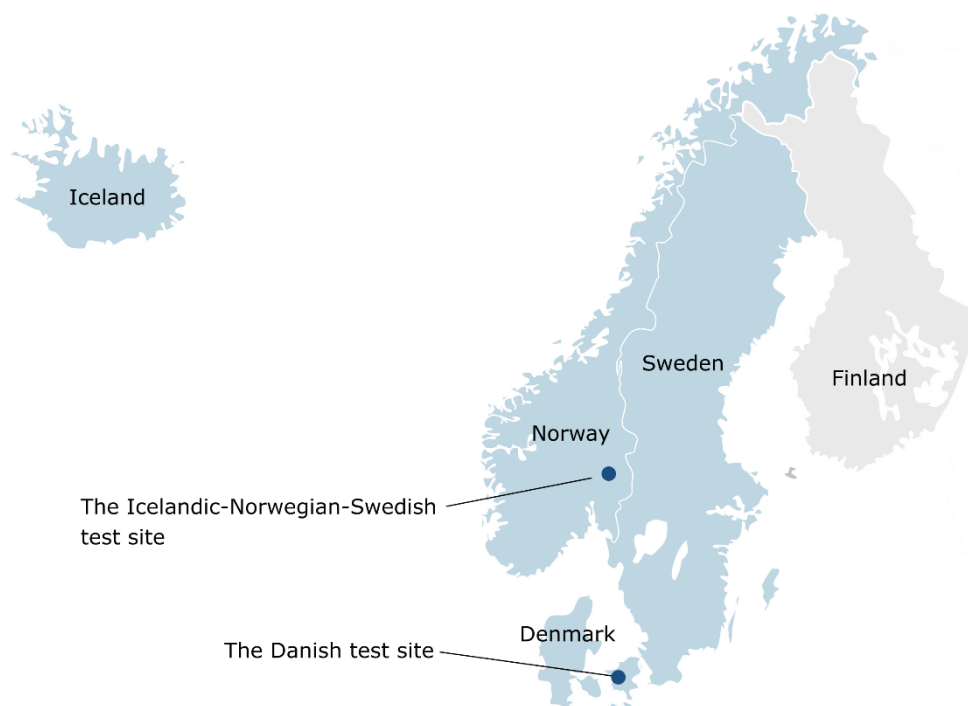 Iceland
Sweden
Finland
Norway
The Icelandic-Norwegian-Swedish
test site
Denmark
The Danish test site